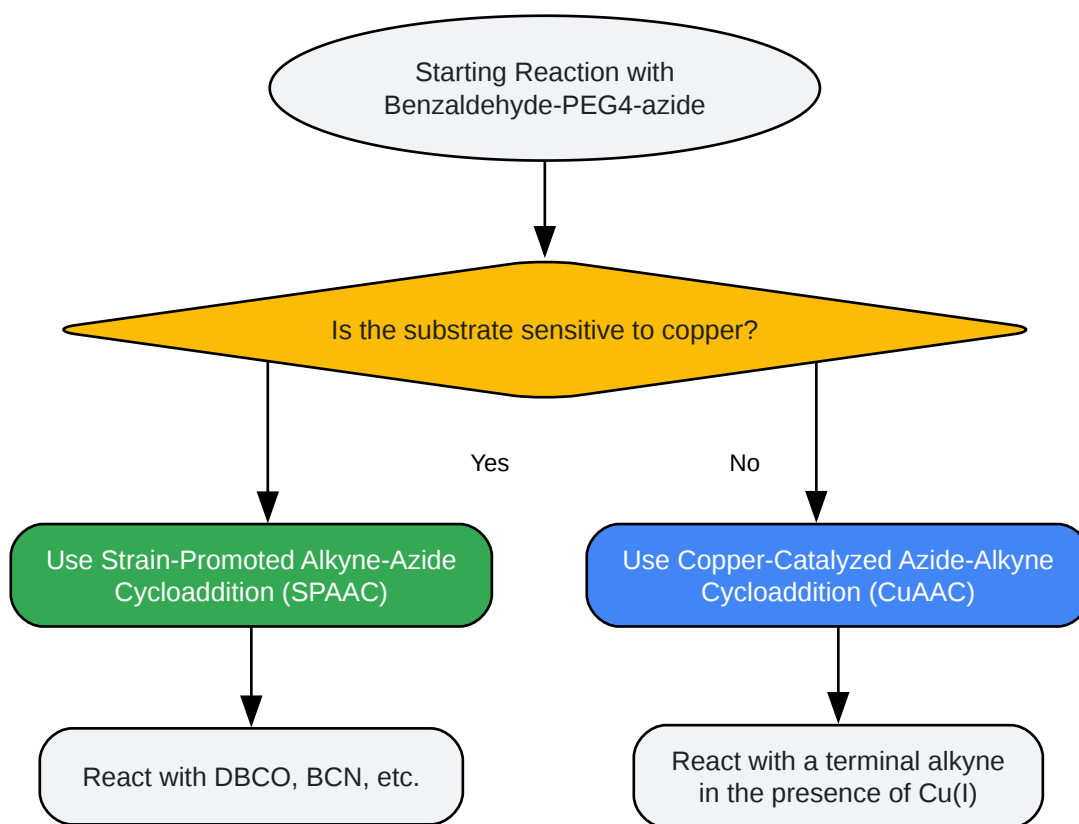 Starting Reaction with
Benzaldehyde-PEG4-azide
Is the substrate sensitive to copper?
Yes
No
Use Strain-Promoted Alkyne-Azide
Cycloaddition (SPAAC)
Use Copper-Catalyzed Azide-Alkyne
Cycloaddition (CuAAC)
React with DBCO, BCN, etc.
React with a terminal alkyne
in the presence of Cu(I)